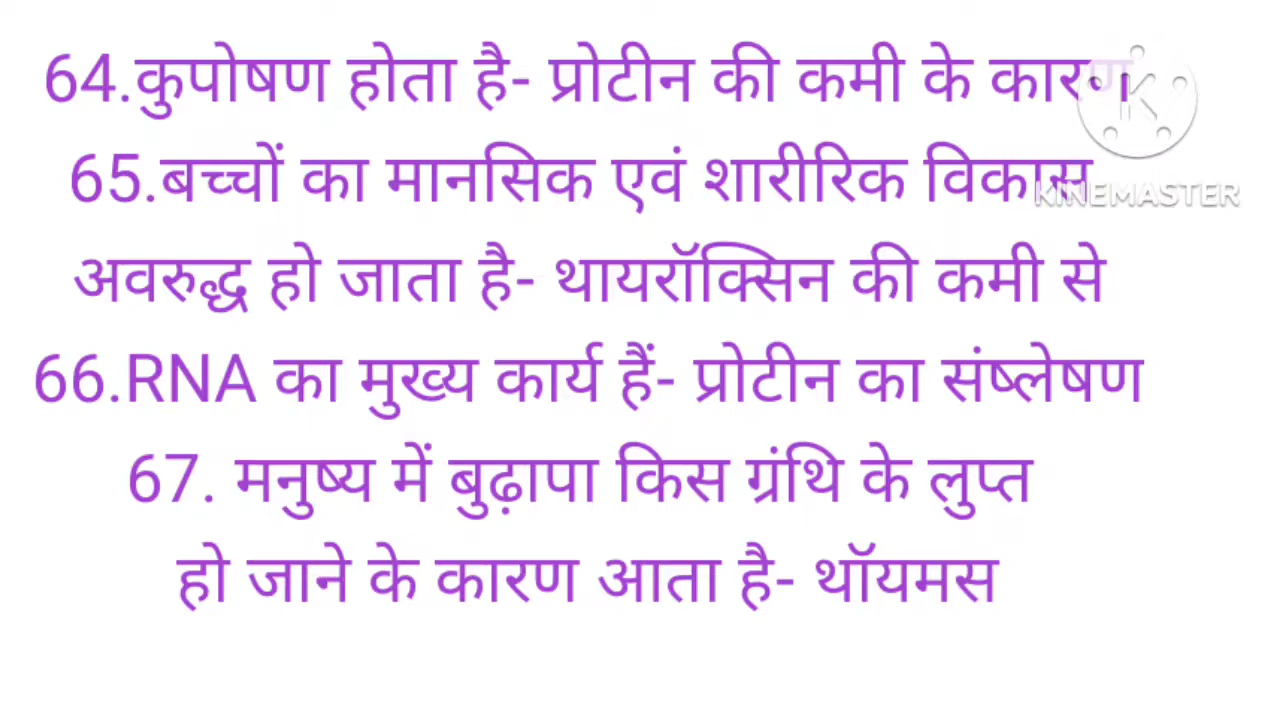 64.कुपोषण होता है- प्रोटीन की कमी के कारण
65.बच्चों का मानसिक एवं शारीरिक विकास
अवरुद्ध हो जाता है- थायरॉक्सिन की कमी से
66.RNA का मुख्य कार्य हैं- प्रोटीन का संष्लेषण
67. मनुष्य में बुढ़ापा किस ग्रंथि के लुप्त
हो जाने के कारण आता है- थॉयमस
K
KINEMASTER